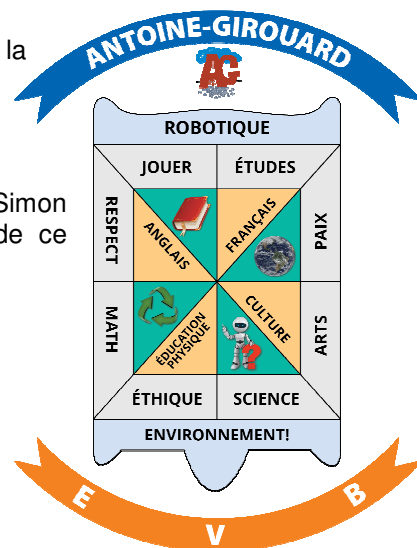 la
Simon
de ce
ANTOINE-GIROUARD
AG
ROBOTIQUE
JOUER
ÉTUDES
RESPECT
ANGLAIS
FRANÇAIS
PAIX
MATH
ÉDUCATION
PHYSIQUE
CULTURE
ARTS
ÉTHIQUE
SCIENCE
ENVIRONNEMENT!
E V B